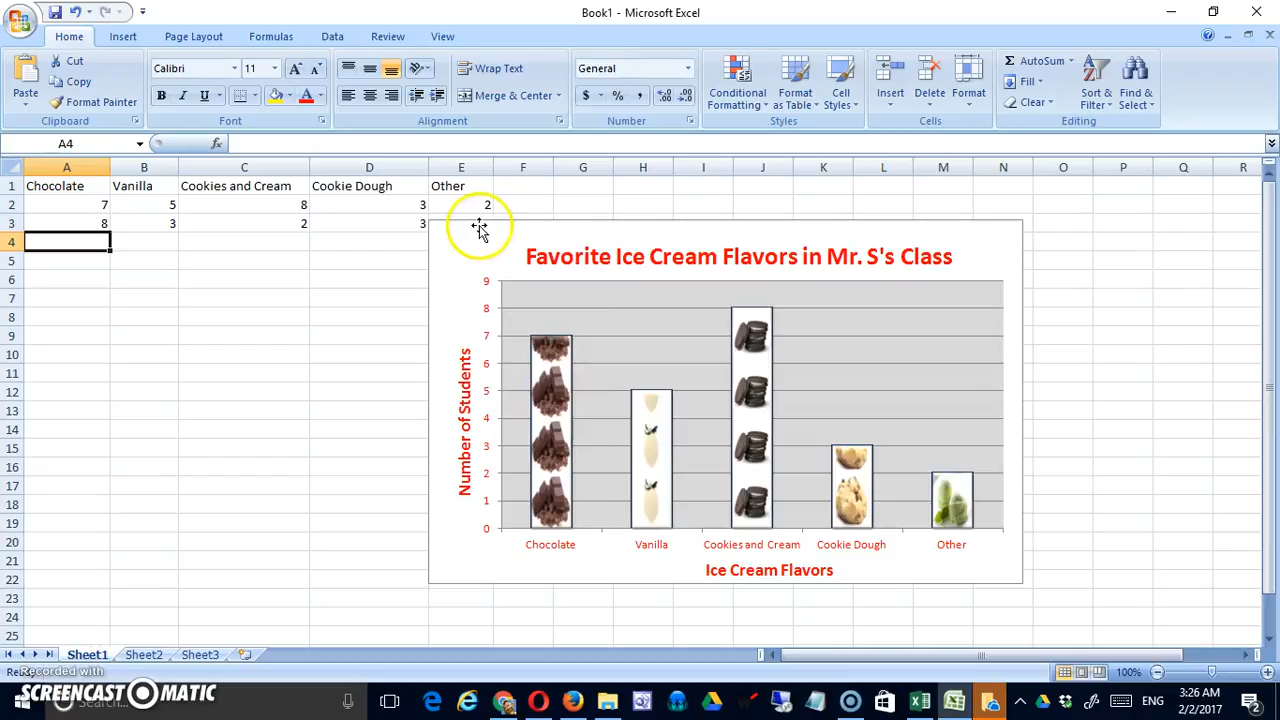 Book1 - Microsoft Excel
Home Insert Page Layout Formulas Data Review View
Paste
Cut
Copy
Format Painter
Clipboard
Calibri 11
B I U A
Font
Wrap Text
Merge & Center
Alignment
General
$ % ,
Number
Conditional Formatting
Format as Table
Cell Styles
Styles
Insert Delete Format
Cells
Σ AutoSum
Fill
Clear
Sort & Filter
Find & Select
Editing
A4 fx
A B C D E F G H I J K L M N O P Q R
1 Chocolate Vanilla Cookies and Cream Cookie Dough Other
2 7 5 8 3 2
3 8 3 2 3
4
5
6
7
8
9
10
11
12
13
14
15
16
17
18
19
20
21
22
23
24
25
Favorite Ice Cream Flavors in Mr. S's Class
Number of Students
9
8
7
6
5
4
3
2
1
0
Chocolate Vanilla Cookies and Cream Cookie Dough Other
Ice Cream Flavors
Sheet1 Sheet2 Sheet3
100%
Recorded with
SCREENCAST-O-MATIC
ENG
3:26 AM
2/2/2017